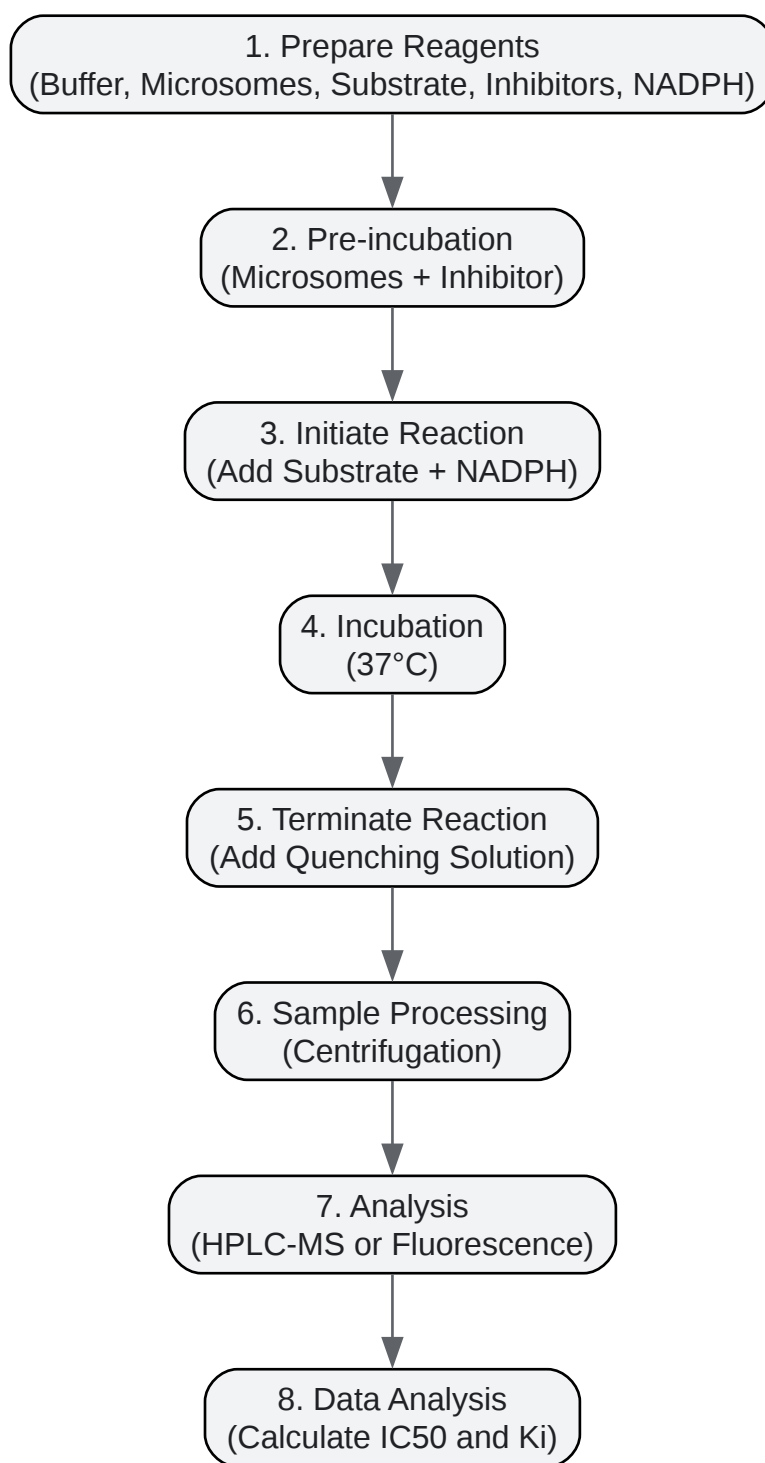 1. Prepare Reagents
(Buffer, Microsomes, Substrate, Inhibitors, NADPH)
2. Pre-incubation
(Microsomes + Inhibitor)
3. Initiate Reaction
(Add Substrate + NADPH)
4. Incubation
(37°C)
5. Terminate Reaction
(Add Quenching Solution)
6. Sample Processing
(Centrifugation)
7. Analysis
(HPLC-MS or Fluorescence)
8. Data Analysis
(Calculate IC50 and Ki)